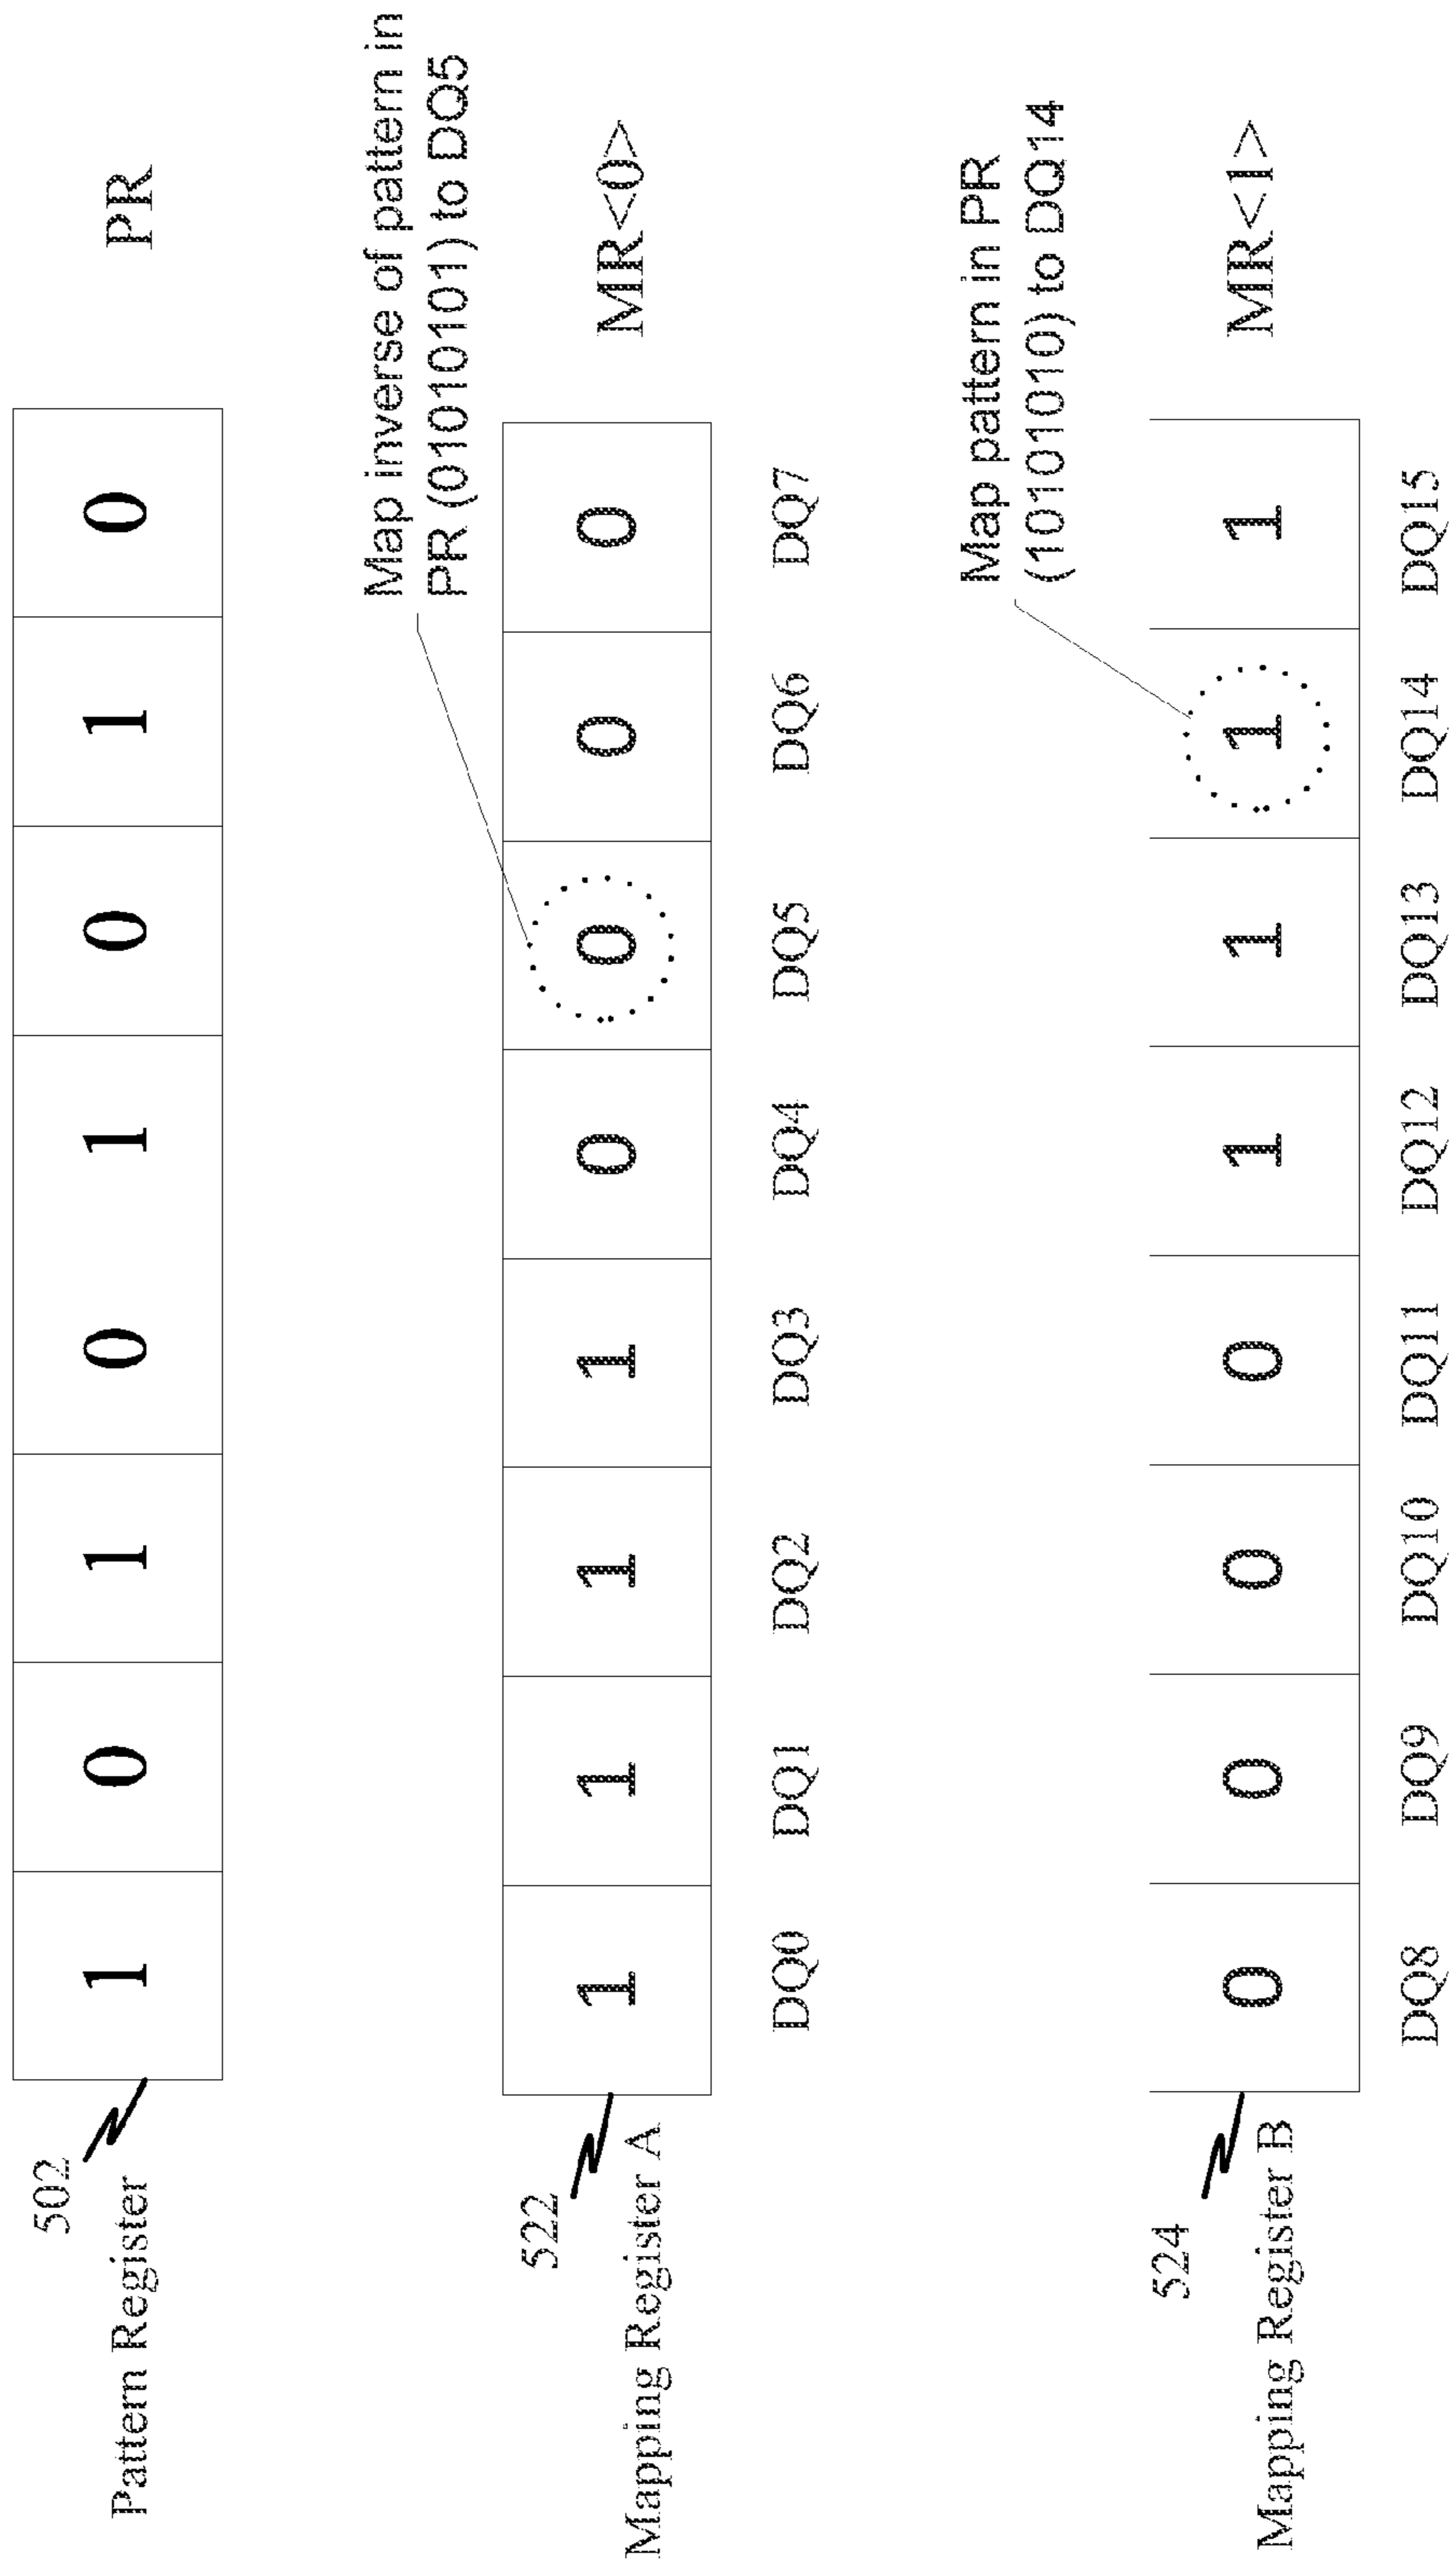 502
Pattern Register
1 0 1 0 1 0 1 0
PR
Map inverse of pattern in
PR (01010101) to DQ5
522
Mapping Register A
1 1 1 1 0 0 0 0
MR<0>
DQ0 DQ1 DQ2 DQ3 DQ4 DQ5 DQ6 DQ7
Map pattern in PR
(10101010) to DQ14
524
Mapping Register B
0 0 0 0 1 1 1 1
MR<1>
DQ8 DQ9 DQ10 DQ11 DQ12 DQ13 DQ14 DQ15